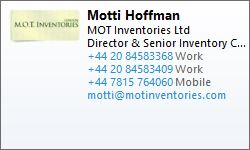 LONDON
M.O.T. INVENTORIES
Motti Hoffman
MOT Inventories Ltd
Director & Senior Inventory C...
+44 20 84583368 Work
+44 20 84583409 Work
+44 7815 764060 Mobile
motti@motinventories.com